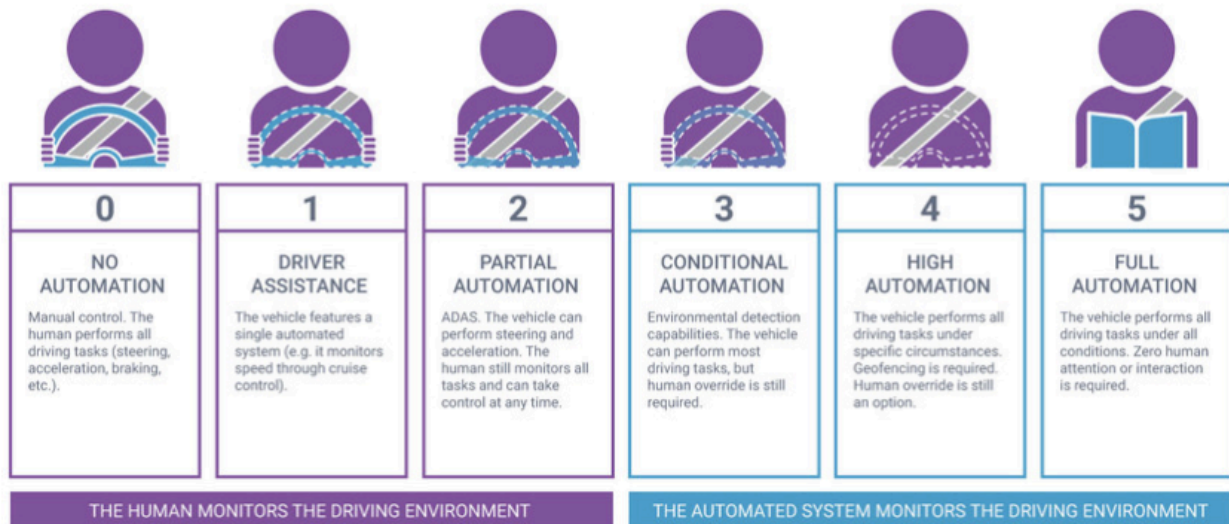 0
NO
AUTOMATION
Manual control. The
human performs all
driving tasks (steering,
acceleration, braking,
etc.).
1
DRIVER
ASSISTANCE
The vehicle features a
single automated
system (e.g. it monitors
speed through cruise
control).
2
PARTIAL
AUTOMATION
ADAS. The vehicle can
perform steering and
acceleration. The
human still monitors all
tasks and can take
control at any time.
3
CONDITIONAL
AUTOMATION
Environmental detection
capabilities. The vehicle
can perform most
driving tasks, but
human override is still
required.
4
HIGH
AUTOMATION
The vehicle performs all
driving tasks under
specific circumstances.
Geofencing is required.
Human override is still
an option.
5
FULL
AUTOMATION
The vehicle performs all
driving tasks under all
conditions. Zero human
attention or interaction
is required.
THE HUMAN MONITORS THE DRIVING ENVIRONMENT
THE AUTOMATED SYSTEM MONITORS THE DRIVING ENVIRONMENT